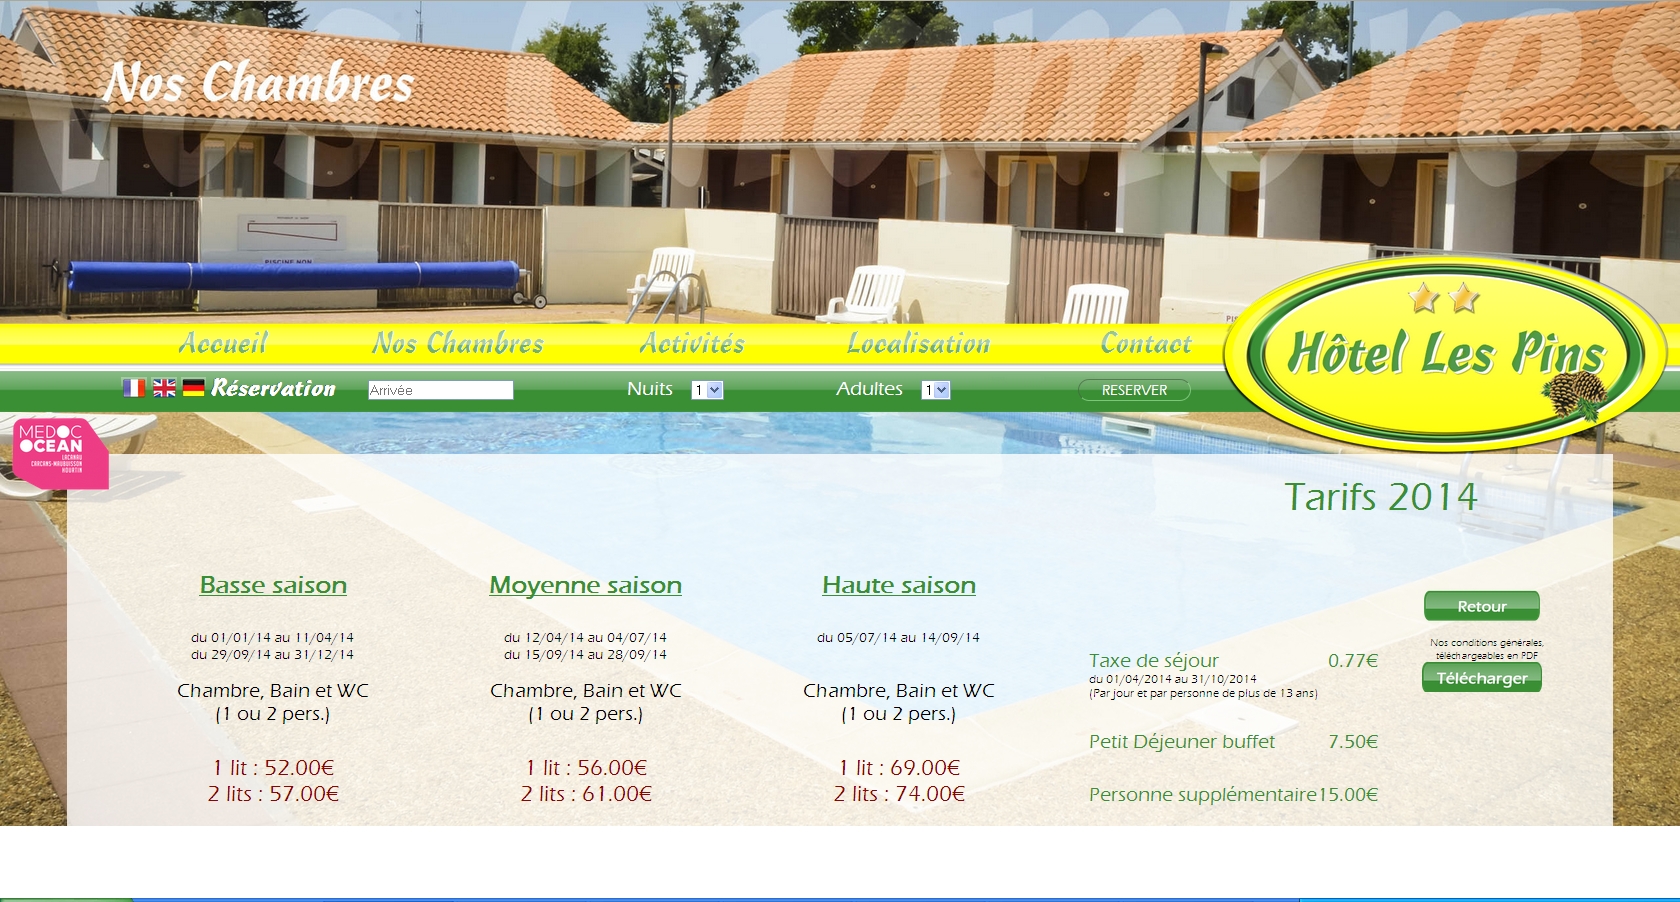 Nos Chambres
Nos Chambres
PISCINE NON
Accueil
Nos Chambres
Activités
Localisation
Contact
Hôtel Les Pins
Réservation
Arrivée
Nuits
1
Adultes
1
RESERVER
MEDOC
OCEAN
LACANAU
CARCANS-MAUBUISSON
HOURTIN
Tarifs 2014
Basse saison
du 01/01/14 au 11/04/14
du 29/09/14 au 31/12/14
Chambre, Bain et WC
(1 ou 2 pers.)
1 lit : 52.00€
2 lits : 57.00€
Moyenne saison
du 12/04/14 au 04/07/14
du 15/09/14 au 28/09/14
Chambre, Bain et WC
(1 ou 2 pers.)
1 lit : 56.00€
2 lits : 61.00€
Haute saison
du 05/07/14 au 14/09/14
Chambre, Bain et WC
(1 ou 2 pers.)
1 lit : 69.00€
2 lits : 74.00€
Taxe de séjour 0.77€
du 01/04/2014 au 31/10/2014
(Par jour et par personne de plus de 13 ans)
Petit Déjeuner buffet 7.50€
Personne supplémentaire 15.00€
Retour
Nos conditions générales,
téléchargeables en PDF
Télécharger